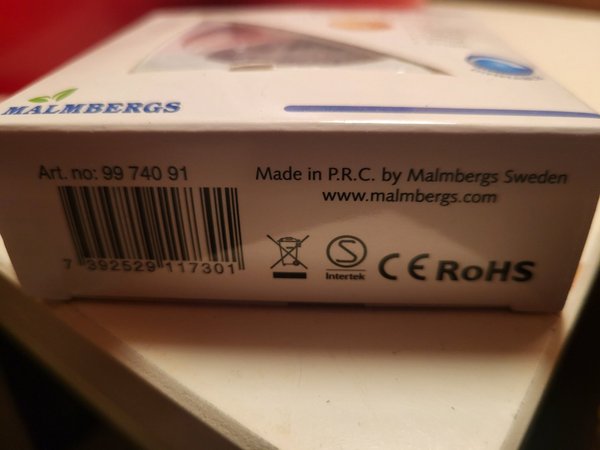 MALMBERGS
Art. no: 99 740 91
Made in P.R.C. by Malmbergs Sweden
www.malmbergs.com
7 392529 117301
S
Intertek
CE RoHS